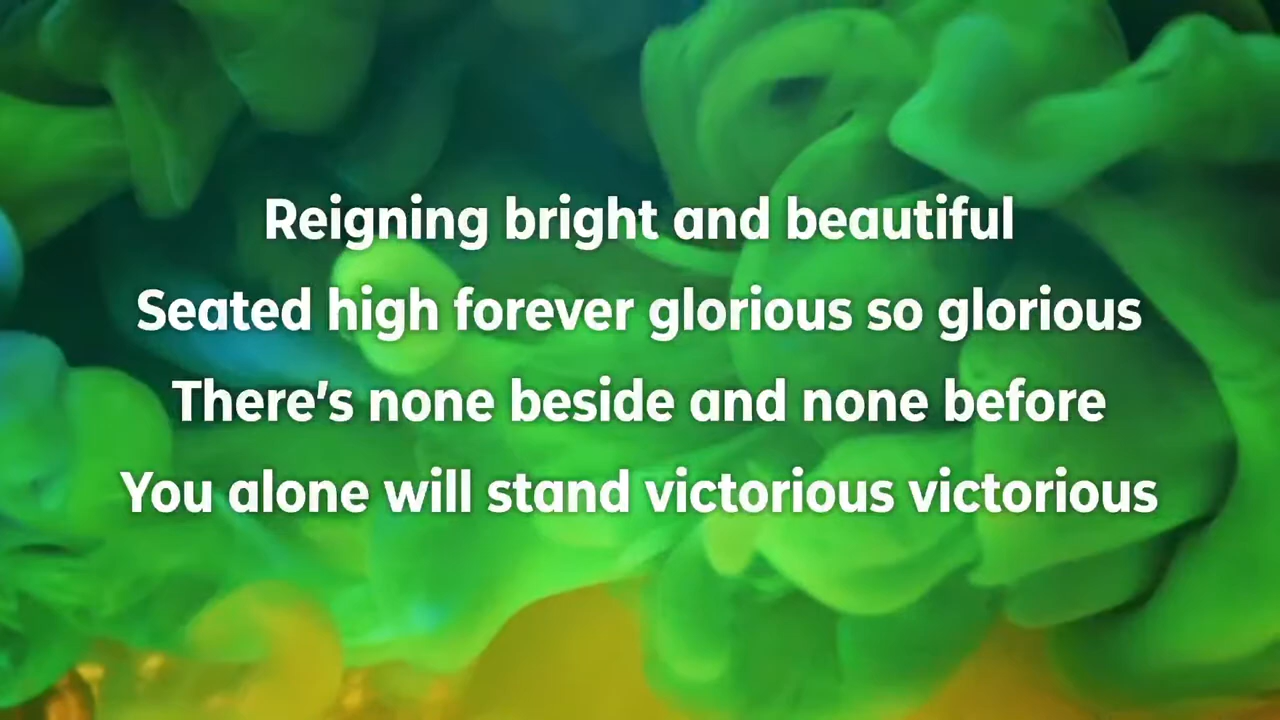 Reigning bright and beautiful
Seated high forever glorious so glorious
There's none beside and none before
You alone will stand victorious victorious